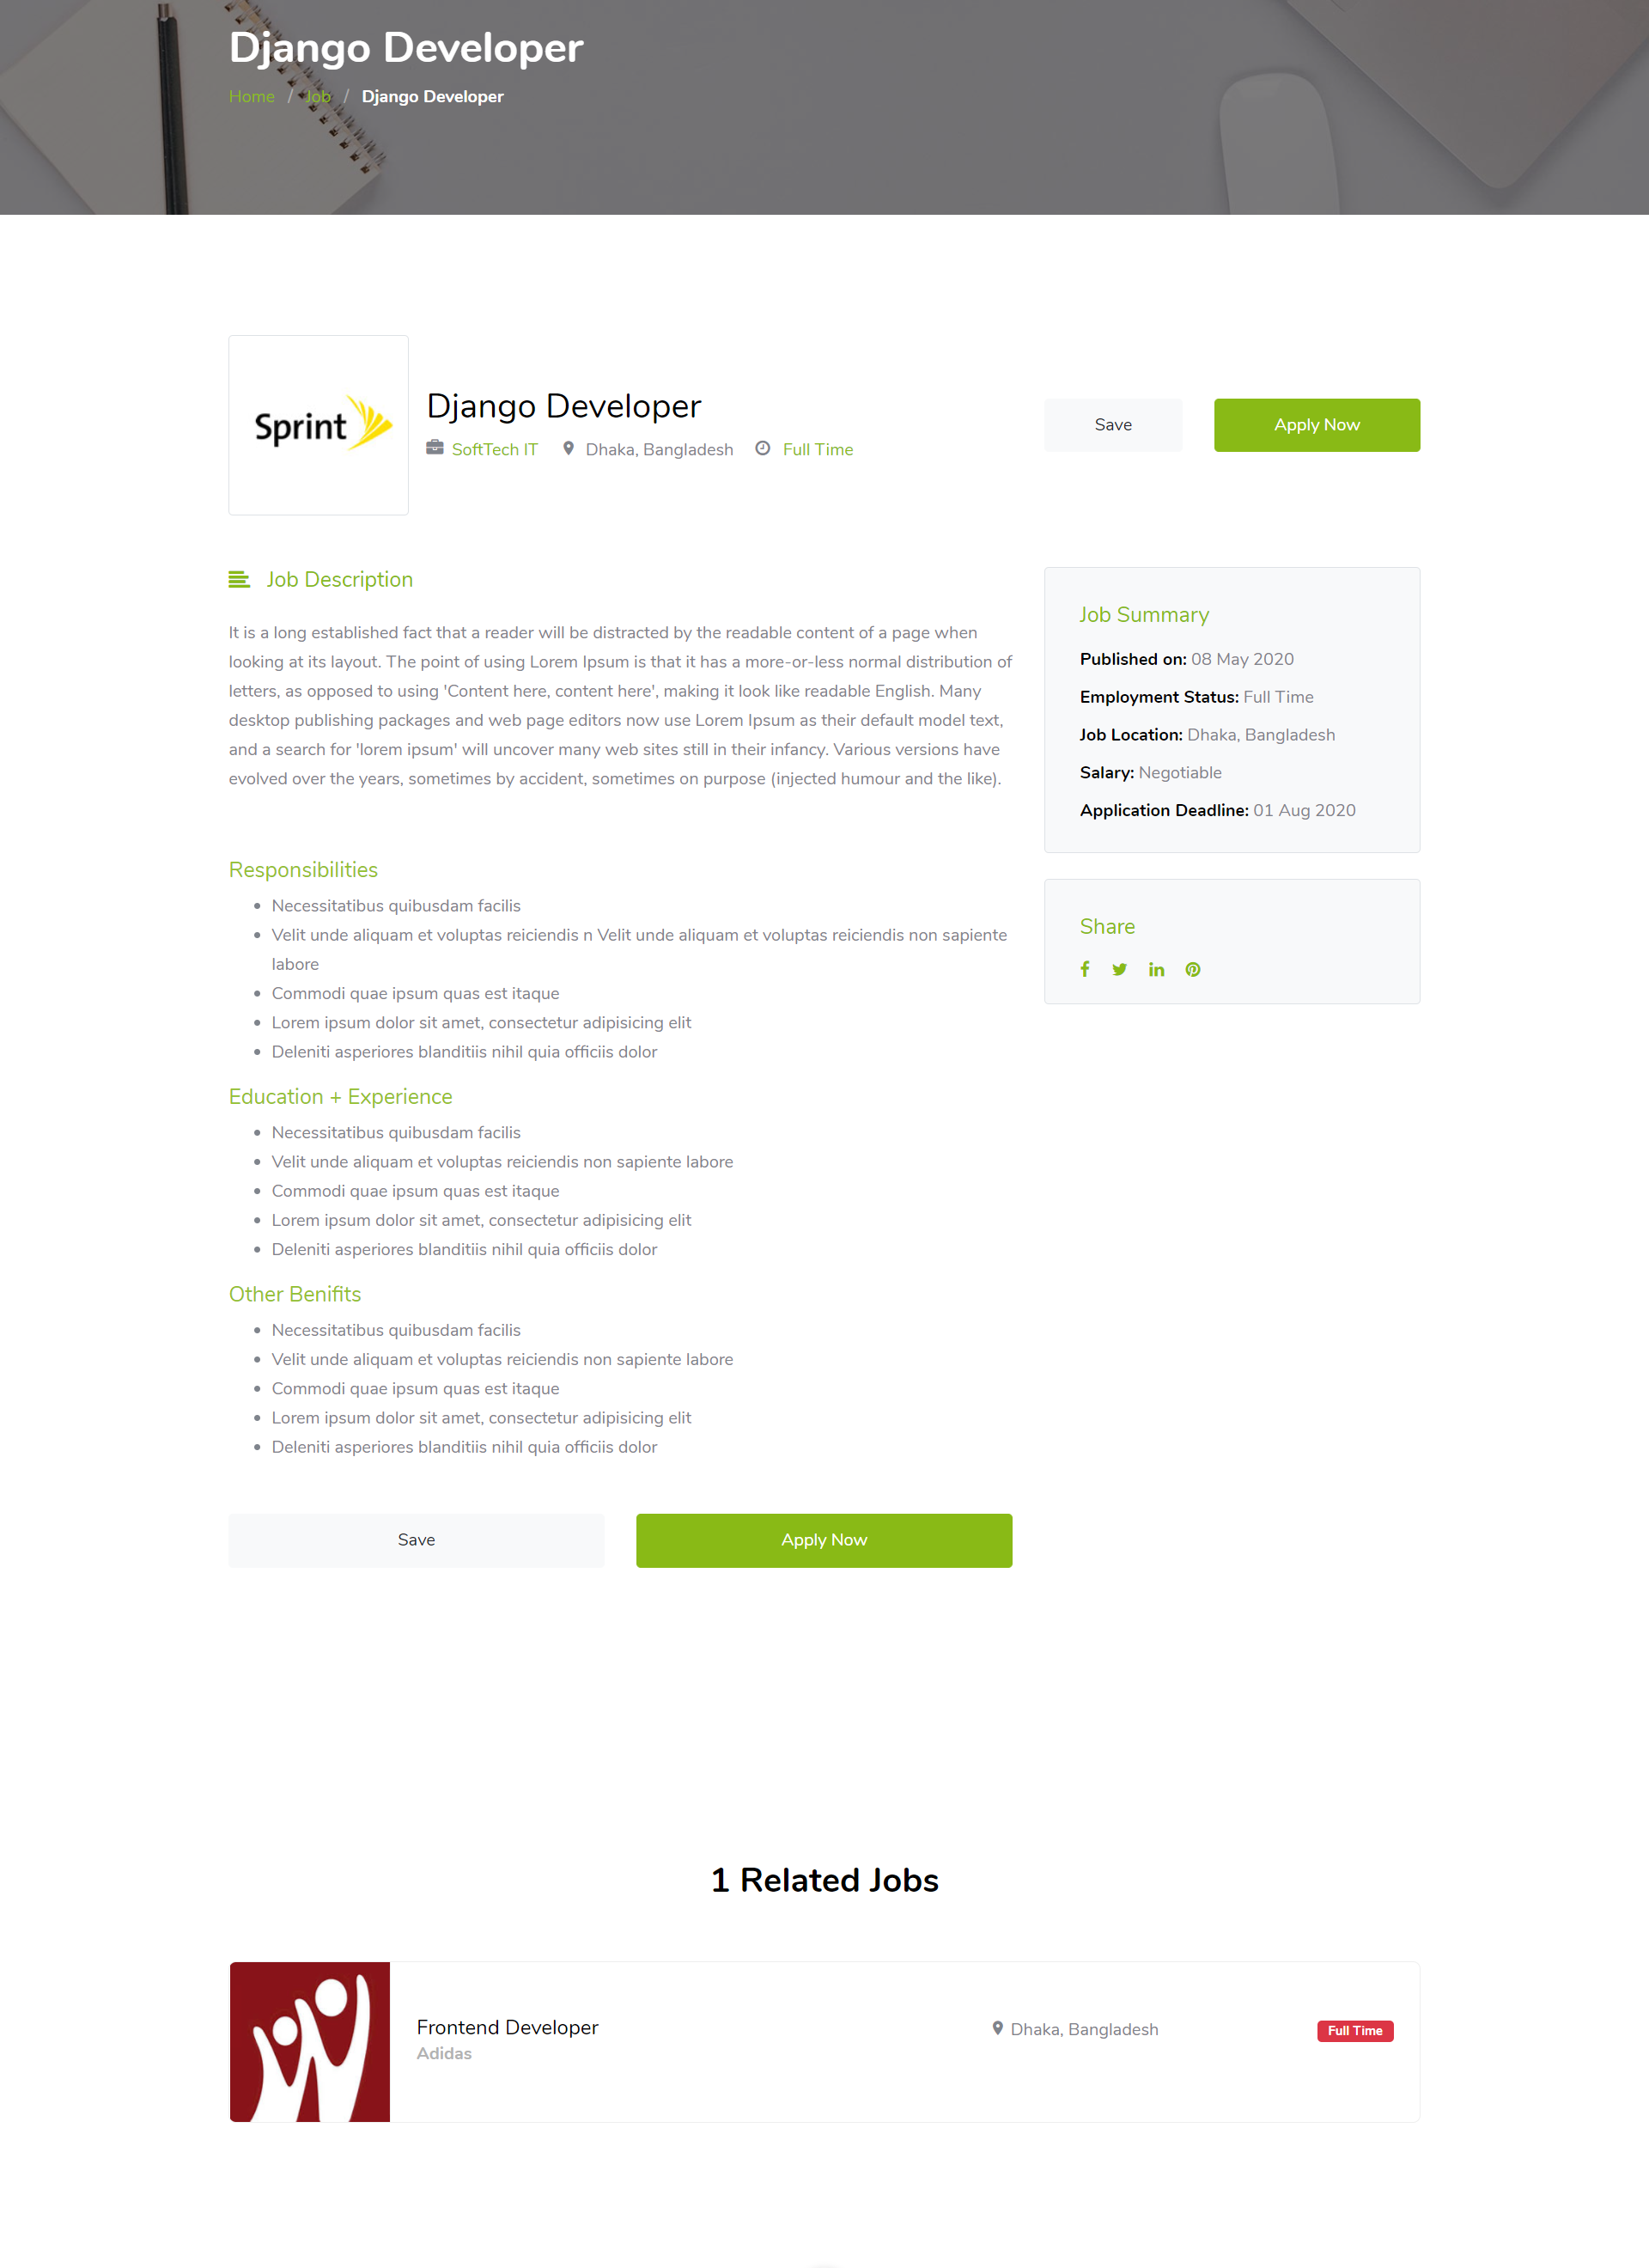 Django Developer
Home / Job / Django Developer
Sprint
Django Developer
SoftTech IT Dhaka, Bangladesh Full Time
Save Apply Now
Job Description
It is a long established fact that a reader will be distracted by the readable content of a page when
looking at its layout. The point of using Lorem Ipsum is that it has a more-or-less normal distribution of
letters, as opposed to using 'Content here, content here', making it look like readable English. Many
desktop publishing packages and web page editors now use Lorem Ipsum as their default model text,
and a search for 'lorem ipsum' will uncover many web sites still in their infancy. Various versions have
evolved over the years, sometimes by accident, sometimes on purpose (injected humour and the like).
Responsibilities
Necessitatibus quibusdam facilis
Velit unde aliquam et voluptas reiciendis n Velit unde aliquam et voluptas reiciendis non sapiente
labore
Commodi quae ipsum quas est itaque
Lorem ipsum dolor sit amet, consectetur adipisicing elit
Deleniti asperiores blanditiis nihil quia officiis dolor
Education + Experience
Necessitatibus quibusdam facilis
Velit unde aliquam et voluptas reiciendis non sapiente labore
Commodi quae ipsum quas est itaque
Lorem ipsum dolor sit amet, consectetur adipisicing elit
Deleniti asperiores blanditiis nihil quia officiis dolor
Other Benifits
Necessitatibus quibusdam facilis
Velit unde aliquam et voluptas reiciendis non sapiente labore
Commodi quae ipsum quas est itaque
Lorem ipsum dolor sit amet, consectetur adipisicing elit
Deleniti asperiores blanditiis nihil quia officiis dolor
Save Apply Now
Job Summary
Published on: 08 May 2020
Employment Status: Full Time
Job Location: Dhaka, Bangladesh
Salary: Negotiable
Application Deadline: 01 Aug 2020
Share
1 Related Jobs
Frontend Developer
Adidas
Dhaka, Bangladesh
Full Time